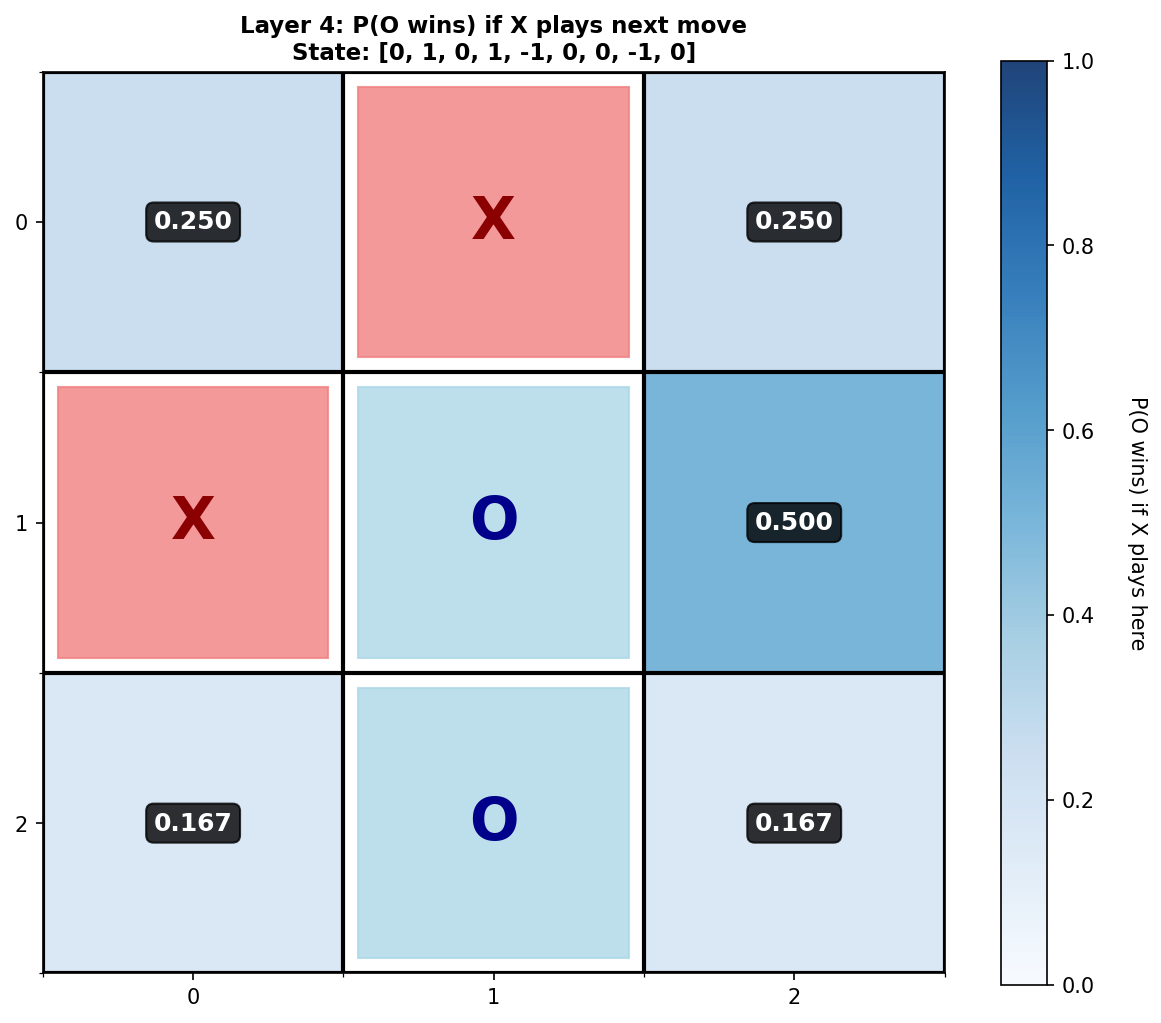 Layer 4: P(O wins) if X plays next move
State: [0, 1, 0, 1, -1, 0, 0, -1, 0]
0.250 X 0.250
X O 0.500
0.167 O 0.167
0
1
2
0 1 2
1.0
0.8
0.6
0.4
0.2
0.0
P(O wins) if X plays here